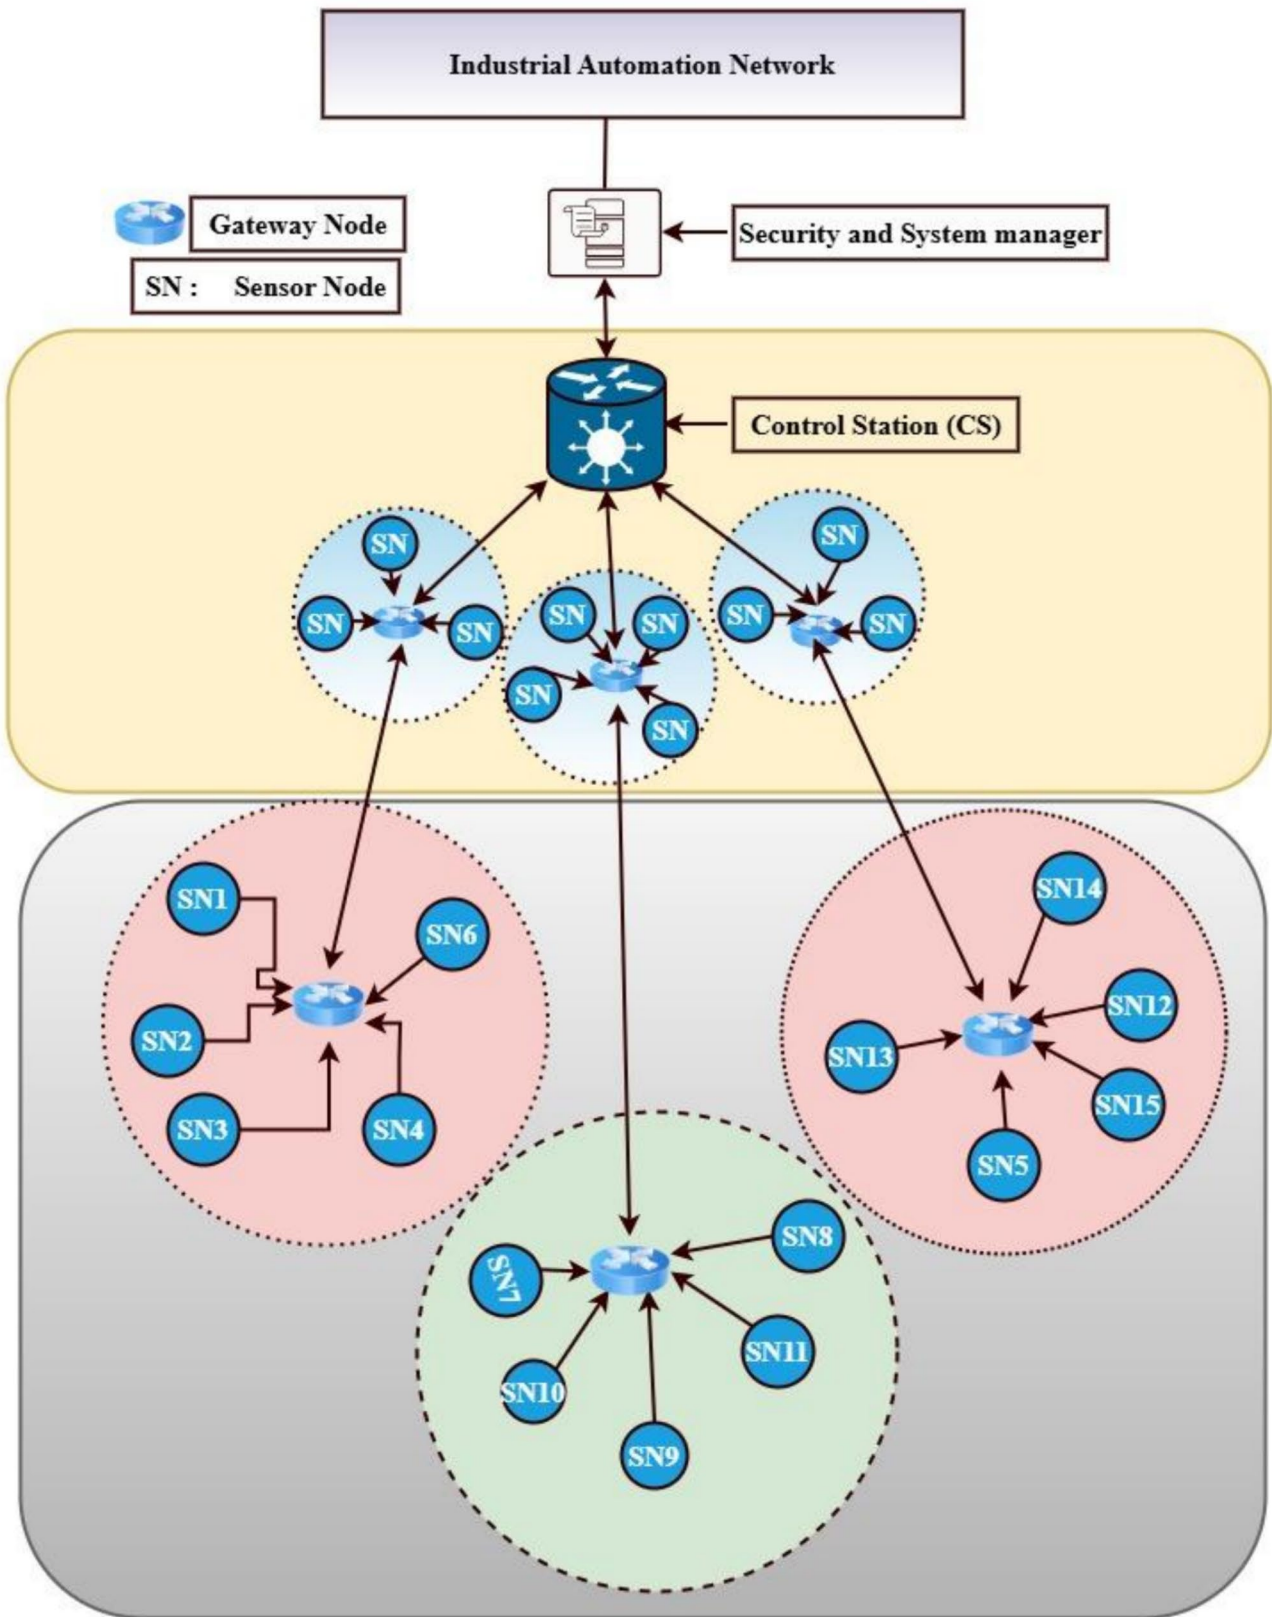 Industrial Automation Network
Gateway Node
Security and System manager
SN : Sensor Node
Control Station (CS)
SN
SN
SN
SN
SN
SN
SN
SN
SN
SN
SN1
SN14
SN6
SN12
SN2
SN13
SN3
SN4
SN15
SN5
SN8
SN7
SN11
SN10
SN9